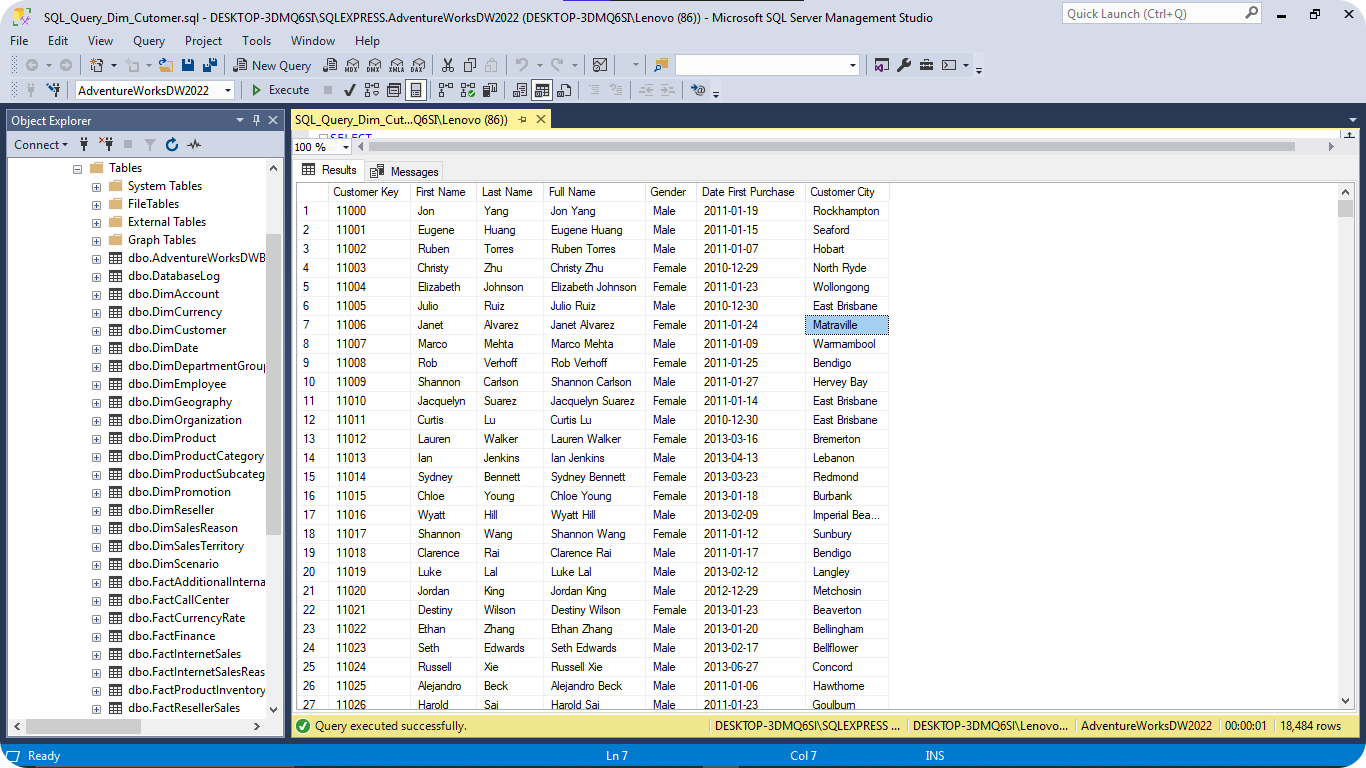 SQL_Query_Dim_Cutomer.sql - DESKTOP-3DMQ6SI\SQLEXPRESS.AdventureWorksDW2022 (DESKTOP-3DMQ6SI\Lenovo (86)) - Microsoft SQL Server Management Studio
Quick Launch (Ctrl+Q)
File Edit View Query Project Tools Window Help
New Query MDX DMX XMLA DAX
AdventureWorksDW2022 Execute
Object Explorer
Connect
Tables
System Tables
FileTables
External Tables
Graph Tables
dbo.AdventureWorksDWB
dbo.DatabaseLog
dbo.DimAccount
dbo.DimCurrency
dbo.DimCustomer
dbo.DimDate
dbo.DimDepartmentGrou
dbo.DimEmployee
dbo.DimGeography
dbo.DimOrganization
dbo.DimProduct
dbo.DimProductCategory
dbo.DimProductSubcateg
dbo.DimPromotion
dbo.DimReseller
dbo.DimSalesReason
dbo.DimSalesTerritory
dbo.DimScenario
dbo.FactAdditionalInterna
dbo.FactCallCenter
dbo.FactCurrencyRate
dbo.FactFinance
dbo.FactInternetSales
dbo.FactInternetSalesReas
dbo.FactProductInventory
dbo.FactResellerSales
SQL_Query_Dim_Cut...Q6SI\Lenovo (86))
SELECT
100 %
Results Messages
Customer Key First Name Last Name Full Name Gender Date First Purchase Customer City
1 11000 Jon Yang Jon Yang Male 2011-01-19 Rockhampton
2 11001 Eugene Huang Eugene Huang Male 2011-01-15 Seaford
3 11002 Ruben Torres Ruben Torres Male 2011-01-07 Hobart
4 11003 Christy Zhu Christy Zhu Female 2010-12-29 North Ryde
5 11004 Elizabeth Johnson Elizabeth Johnson Female 2011-01-23 Wollongong
6 11005 Julio Ruiz Julio Ruiz Male 2010-12-30 East Brisbane
7 11006 Janet Alvarez Janet Alvarez Female 2011-01-24 Matraville
8 11007 Marco Mehta Marco Mehta Male 2011-01-09 Warrnambool
9 11008 Rob Verhoff Rob Verhoff Female 2011-01-25 Bendigo
10 11009 Shannon Carlson Shannon Carlson Male 2011-01-27 Hervey Bay
11 11010 Jacquelyn Suarez Jacquelyn Suarez Female 2011-01-14 East Brisbane
12 11011 Curtis Lu Curtis Lu Male 2010-12-30 East Brisbane
13 11012 Lauren Walker Lauren Walker Female 2013-03-16 Bremerton
14 11013 Ian Jenkins Ian Jenkins Male 2013-04-13 Lebanon
15 11014 Sydney Bennett Sydney Bennett Female 2013-03-23 Redmond
16 11015 Chloe Young Chloe Young Female 2013-01-18 Burbank
17 11016 Wyatt Hill Wyatt Hill Male 2013-02-09 Imperial Bea...
18 11017 Shannon Wang Shannon Wang Female 2011-01-12 Sunbury
19 11018 Clarence Rai Clarence Rai Male 2011-01-17 Bendigo
20 11019 Luke Lal Luke Lal Male 2013-02-12 Langley
21 11020 Jordan King Jordan King Male 2012-12-29 Metchosin
22 11021 Destiny Wilson Destiny Wilson Female 2013-01-23 Beaverton
23 11022 Ethan Zhang Ethan Zhang Male 2013-01-20 Bellingham
24 11023 Seth Edwards Seth Edwards Male 2013-02-17 Bellflower
25 11024 Russell Xie Russell Xie Male 2013-06-27 Concord
26 11025 Alejandro Beck Alejandro Beck Male 2011-01-06 Hawthorne
27 11026 Harold Sai Harold Sai Male 2011-01-23 Goulburn
Query executed successfully. DESKTOP-3DMQ6SI\SQLEXPRESS ... DESKTOP-3DMQ6SI\Lenovo... AdventureWorksDW2022 00:00:01 18,484 rows
Ready Ln 7 Col 7 INS